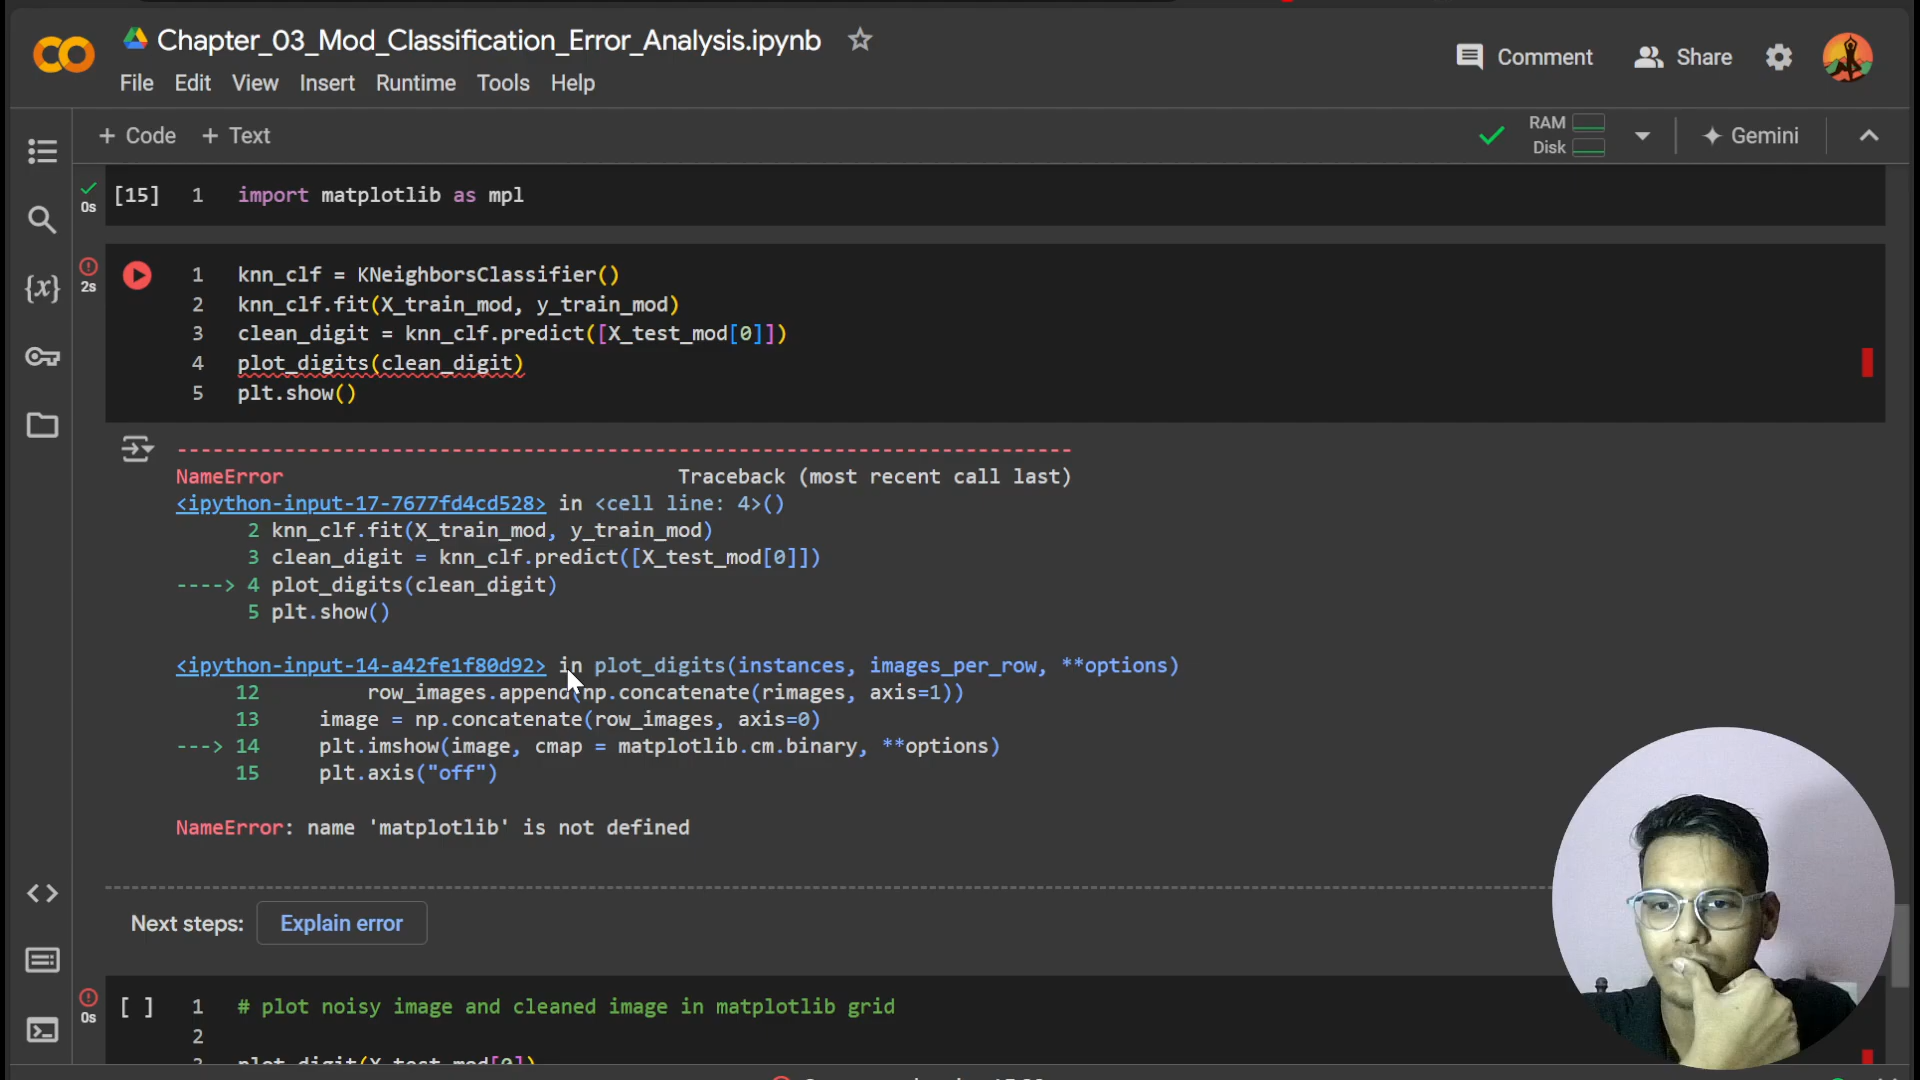 Chapter_03_Mod_Classification_Error_Analysis.ipynb
Comment
Share
File Edit View Insert Runtime Tools Help
+ Code + Text
RAM
Disk
Gemini
0s
[15] 1 import matplotlib as mpl
2s
1 knn_clf = KNeighborsClassifier()
2 knn_clf.fit(X_train_mod, y_train_mod)
3 clean_digit = knn_clf.predict([X_test_mod[0]])
4 plot_digits(clean_digit)
5 plt.show()
---------------------------------------------------------------------------
NameError Traceback (most recent call last)
<ipython-input-17-7677fd4cd528> in <cell line: 4>()
2 knn_clf.fit(X_train_mod, y_train_mod)
3 clean_digit = knn_clf.predict([X_test_mod[0]])
----> 4 plot_digits(clean_digit)
5 plt.show()
<ipython-input-14-a42fe1f80d92> in plot_digits(instances, images_per_row, **options)
12 row_images.append(np.concatenate(rimages, axis=1))
13 image = np.concatenate(row_images, axis=0)
---> 14 plt.imshow(image, cmap = matplotlib.cm.binary, **options)
15 plt.axis("off")
NameError: name 'matplotlib' is not defined
Next steps: Explain error
0s
[ ] 1 # plot noisy image and cleaned image in matplotlib grid
2
3 plot_digit(X_test_mod[0])